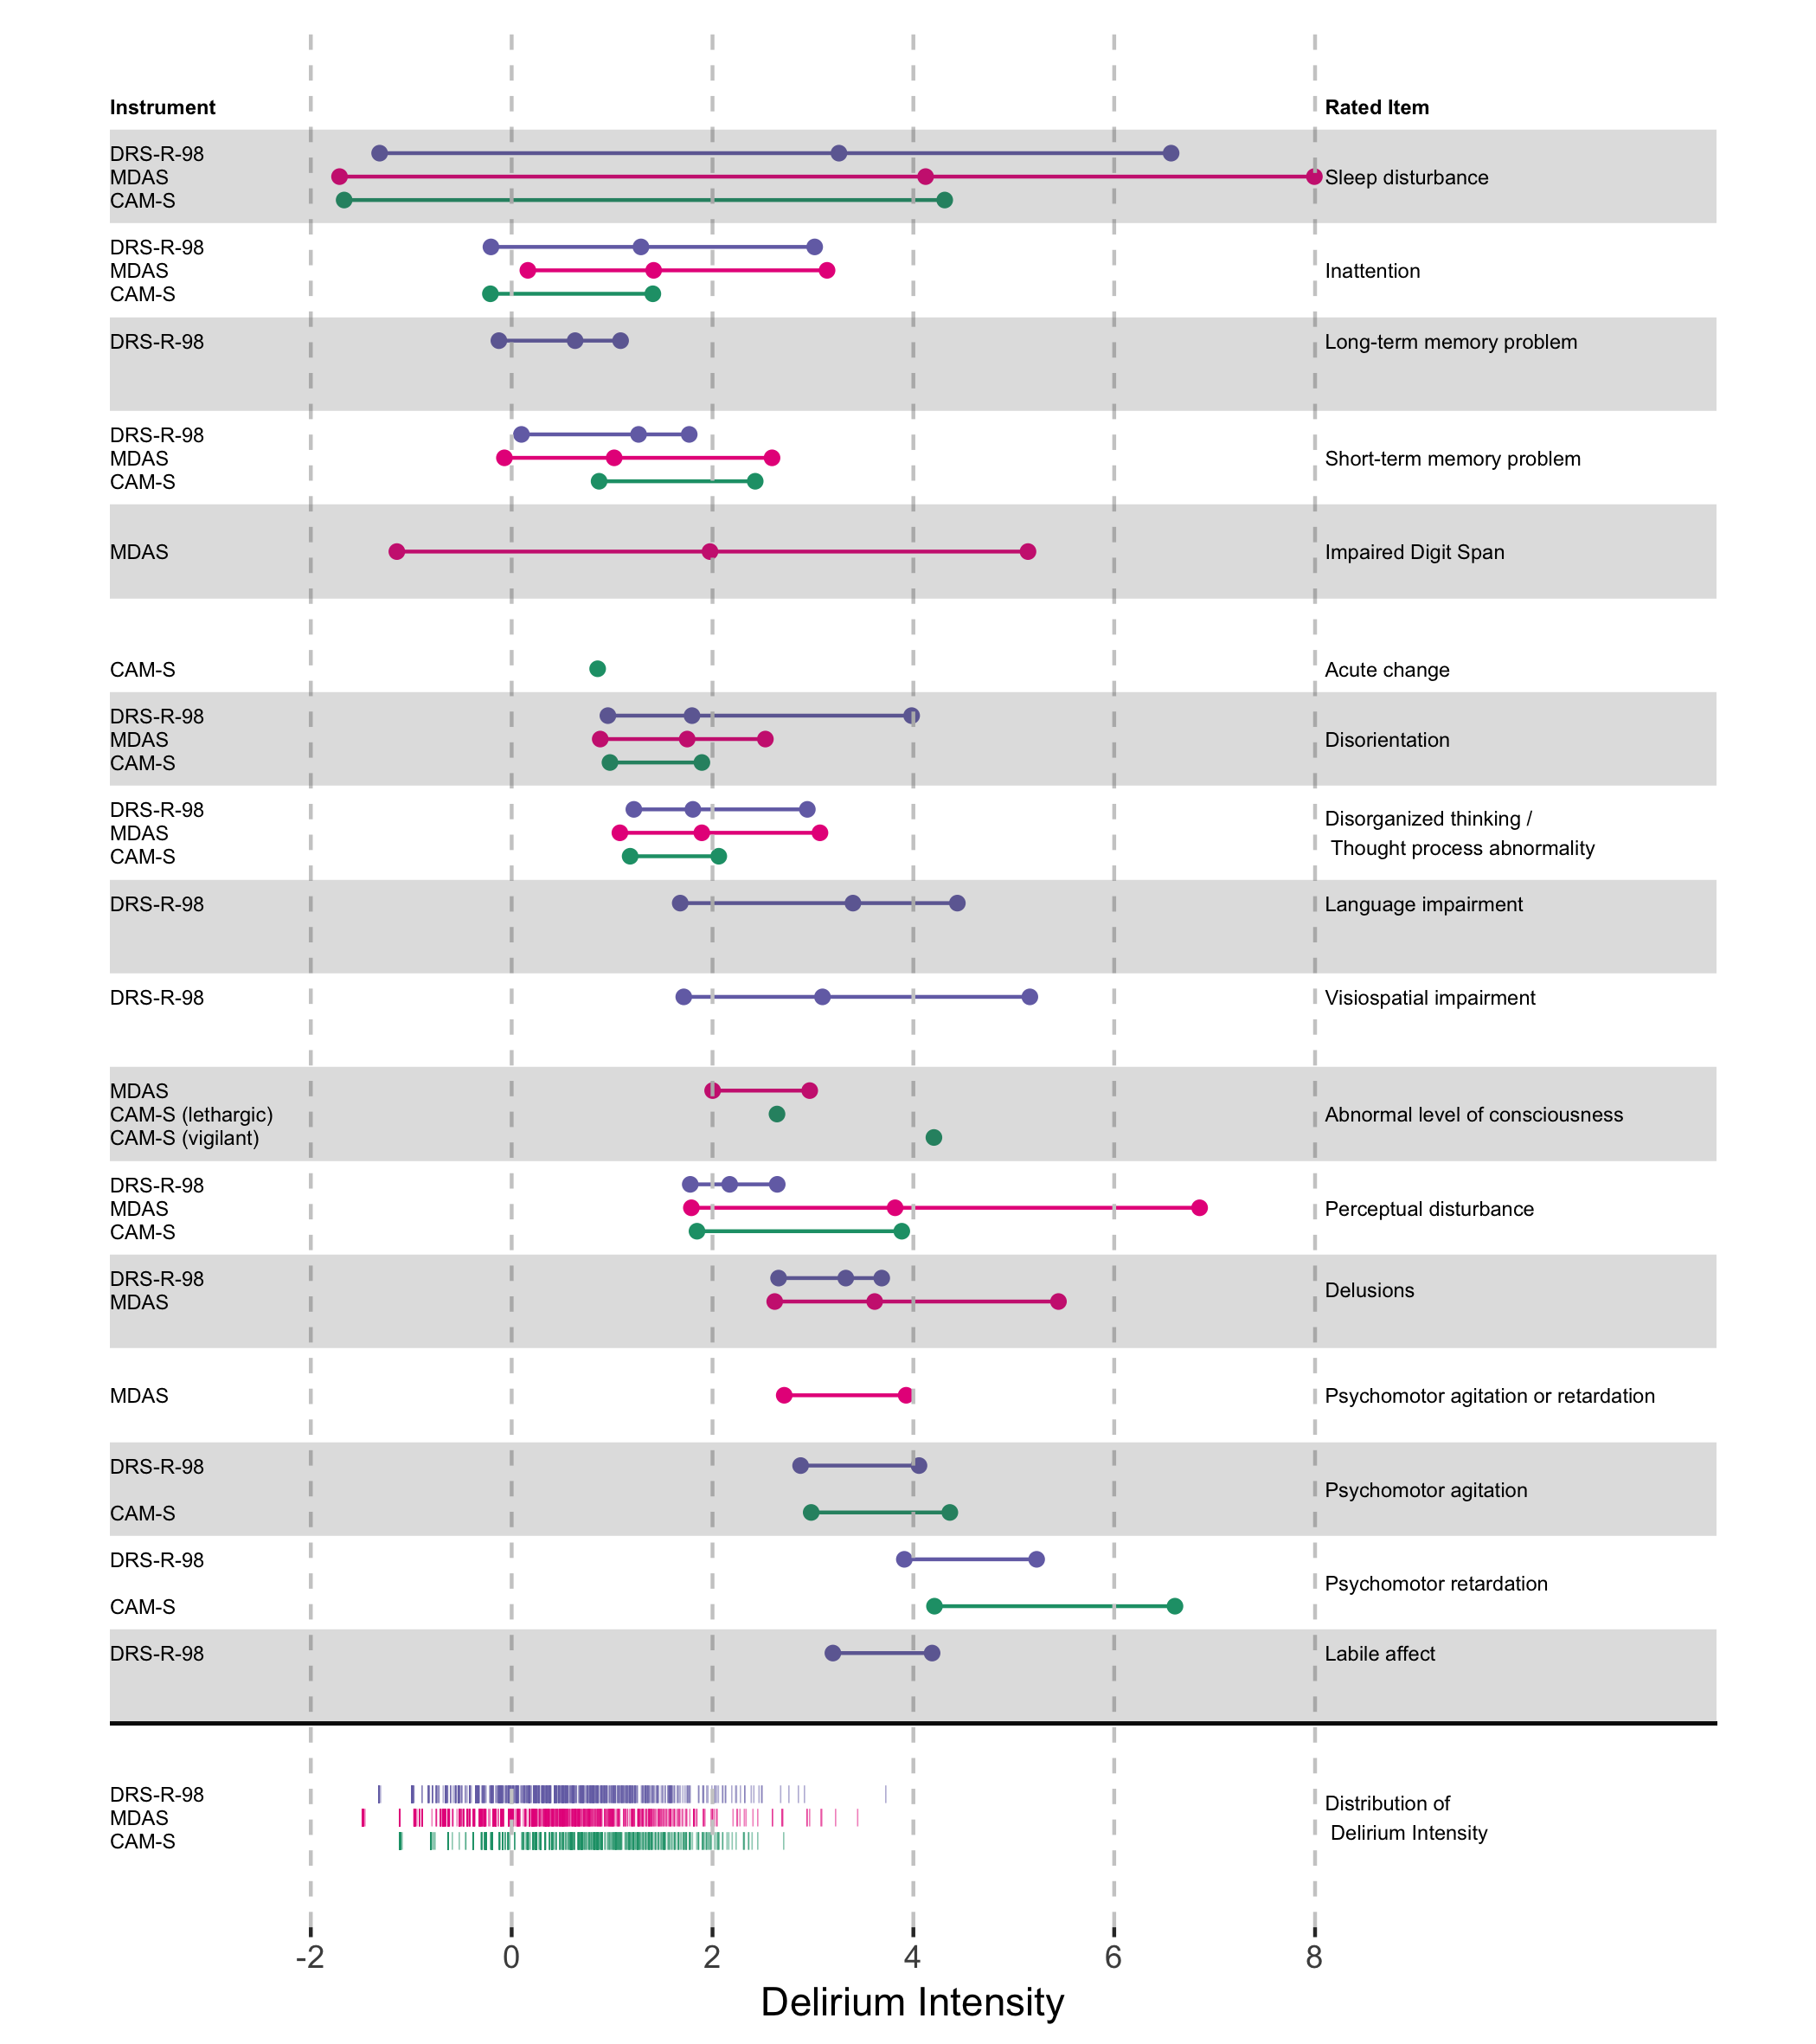 Instrument Rated Item
DRS-R-98
MDAS Sleep disturbance
CAM-S
DRS-R-98
MDAS Inattention
CAM-S
DRS-R-98 Long-term memory problem
DRS-R-98
MDAS Short-term memory problem
CAM-S
MDAS Impaired Digit Span
CAM-S Acute change
DRS-R-98
MDAS Disorientation
CAM-S
DRS-R-98
Disorganized thinking /
MDAS
Thought process abnormality
CAM-S
DRS-R-98 Language impairment
DRS-R-98 Visiospatial impairment
MDAS
CAM-S (lethargic) Abnormal level of consciousness
CAM-S (vigilant)
DRS-R-98
MDAS Perceptual disturbance
CAM-S
DRS-R-98
Delusions
MDAS
MDAS Psychomotor agitation or retardation
DRS-R-98
Psychomotor agitation
CAM-S
DRS-R-98
Psychomotor retardation
CAM-S
DRS-R-98 Labile affect
DRS-R-98
Distribution of
MDAS
Delirium Intensity
CAM-S
-2 0 2 4 6 8
Delirium Intensity